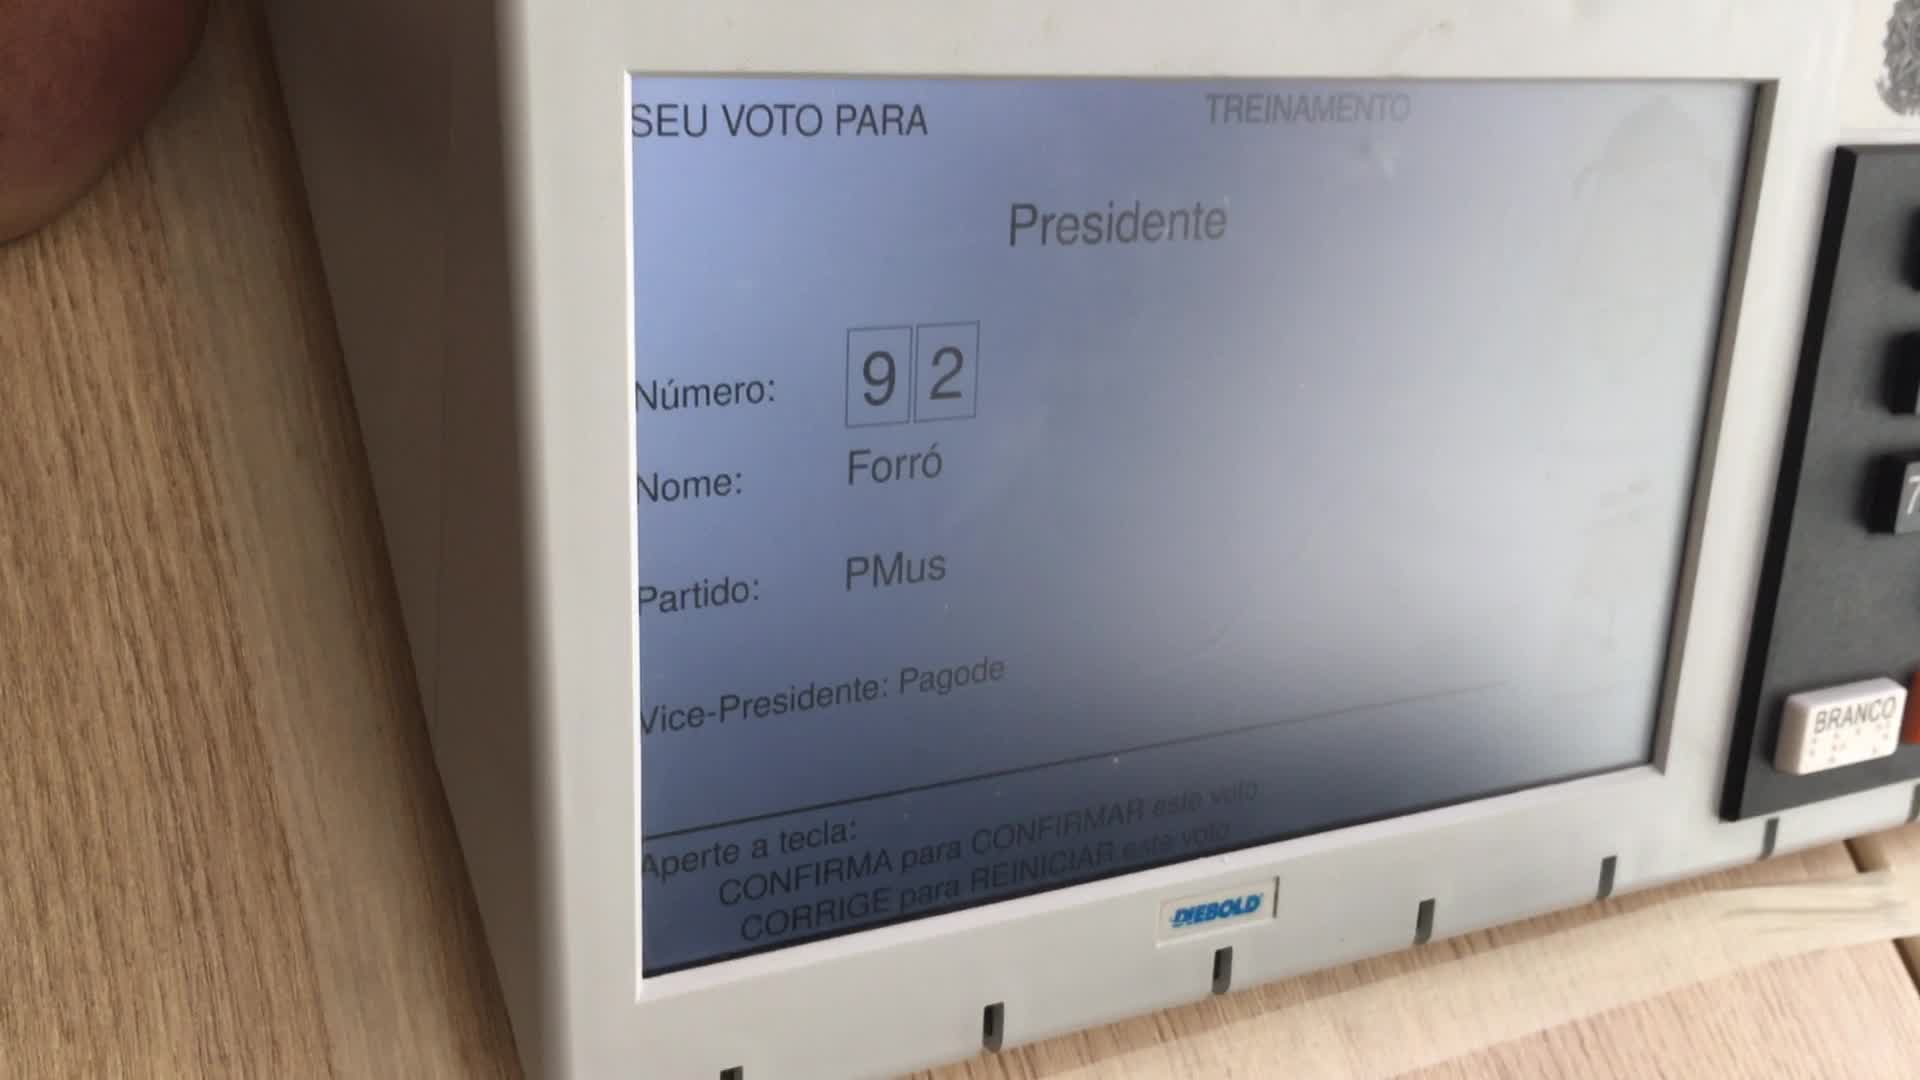 SEU VOTO PARA TREINAMENTO
Presidente
Número: 9 2
Nome: Forró
Partido: PMus
Vice-Presidente: Pagode
Aperte a tecla:
CONFIRMA para CONFIRMAR este voto
CORRIGE para REINICIAR este voto
DIEBOLD
7
BRANCO